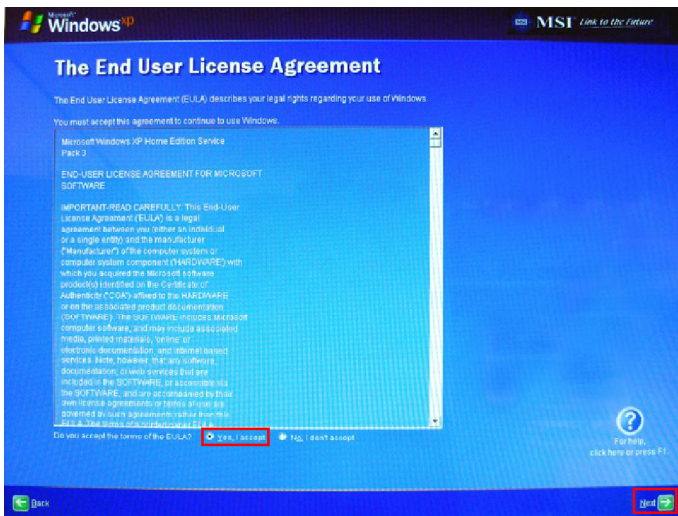 Microsoft
Windows xp
MSI Link to the Future
The End User License Agreement
The End User License Agreement (EULA) describes your legal rights regarding your use of Windows.
You must accept this agreement to continue to use Windows.
Microsoft Windows XP Home Edition Service
Pack 3
END-USER LICENSE AGREEMENT FOR MICROSOFT
SOFTWARE
IMPORTANT-READ CAREFULLY: This End-User
License Agreement ("EULA") is a legal
agreement between you (either an individual
or a single entity) and the manufacturer
("Manufacturer") of the computer system or
computer system component ("HARDWARE") with
which you acquired the Microsoft software
product(s) identified on the Certificate of
Authenticity ("COA") affixed to the HARDWARE
or on the associated product documentation
("SOFTWARE"). The SOFTWARE includes Microsoft
computer software, and may include associated
media, printed materials, "online" or
electronic documentation, and internet based
services. Note, however, that any software,
documentation, or web services that are
included in the SOFTWARE, or accessible via
the SOFTWARE, and are accompanied by their
own license agreements or terms of use are
governed by such agreements rather than this
EULA. The terms of a printed paper EULA
Do you accept the terms of the EULA? Yes, I accept No, I don't accept
For help,
click here or press F1.
Back
Next